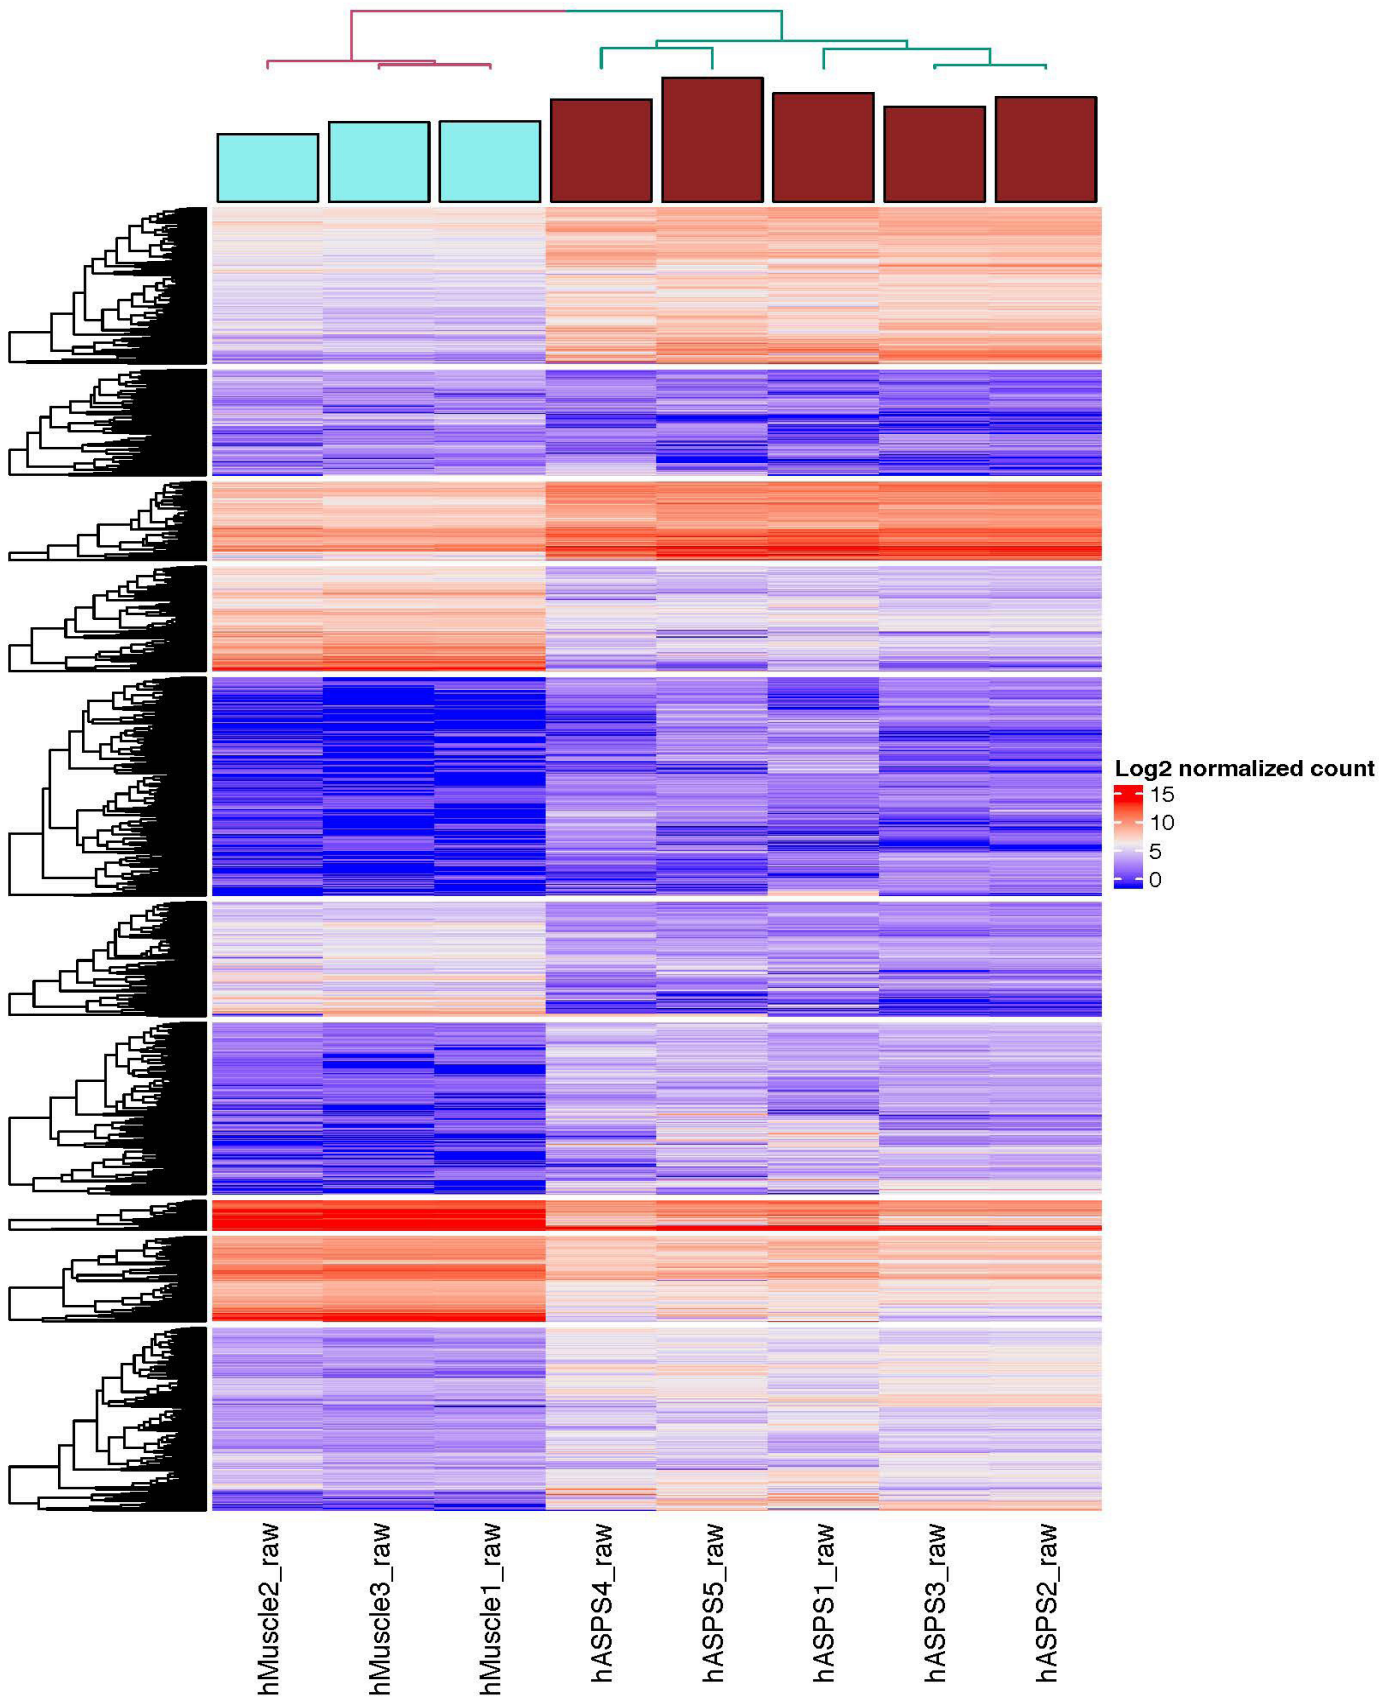 Log2 normalized count
15
10
5
0
hMuscle2_raw
hMuscle3_raw
hMuscle1_raw
hASPS4_raw
hASPS5_raw
hASPS1_raw
hASPS3_raw
hASPS2_raw